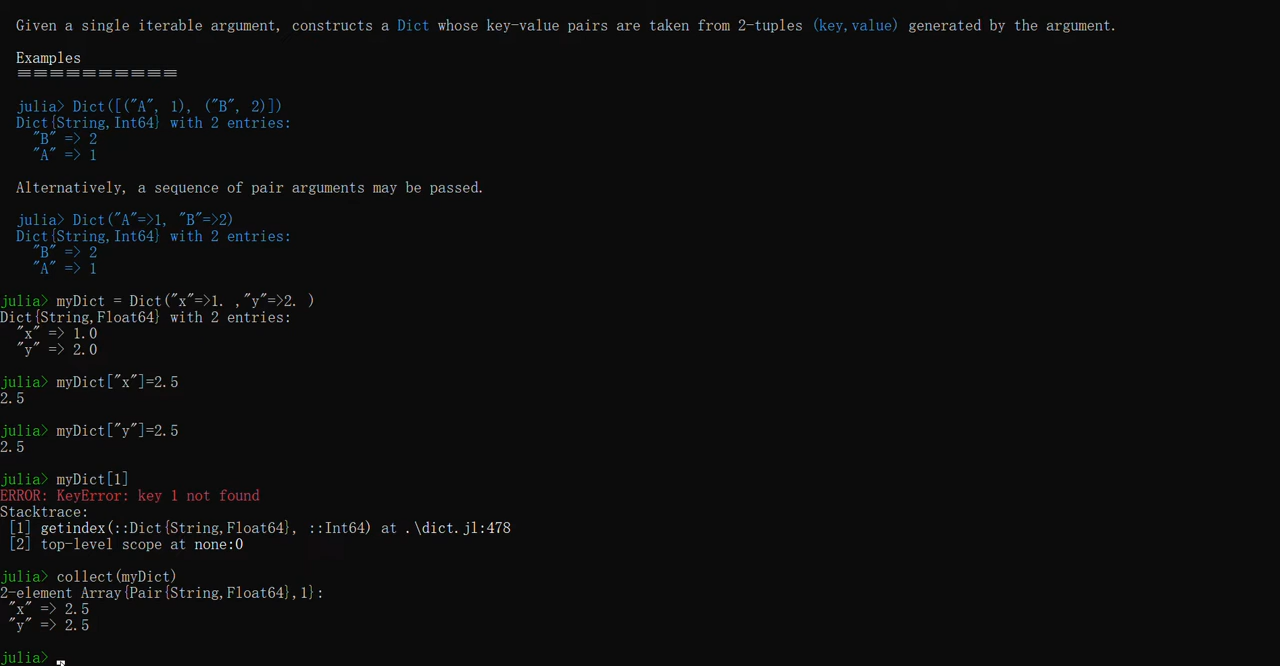 Given a single iterable argument, constructs a Dict whose key-value pairs are taken from 2-tuples (key,value) generated by the argument.
Examples
≡≡≡≡≡≡≡≡≡≡
julia> Dict([("A", 1), ("B", 2)])
Dict{String,Int64} with 2 entries:
"B" => 2
"A" => 1
Alternatively, a sequence of pair arguments may be passed.
julia> Dict("A"=>1, "B"=>2)
Dict{String,Int64} with 2 entries:
"B" => 2
"A" => 1
julia> myDict = Dict("x"=>1. ,"y"=>2. )
Dict{String,Float64} with 2 entries:
"x" => 1.0
"y" => 2.0
julia> myDict["x"]=2.5
2.5
julia> myDict["y"]=2.5
2.5
julia> myDict[1]
ERROR: KeyError: key 1 not found
Stacktrace:
[1] getindex(::Dict{String,Float64}, ::Int64) at .\dict.jl:478
[2] top-level scope at none:0
julia> collect(myDict)
2-element Array{Pair{String,Float64},1}:
"x" => 2.5
"y" => 2.5
julia>